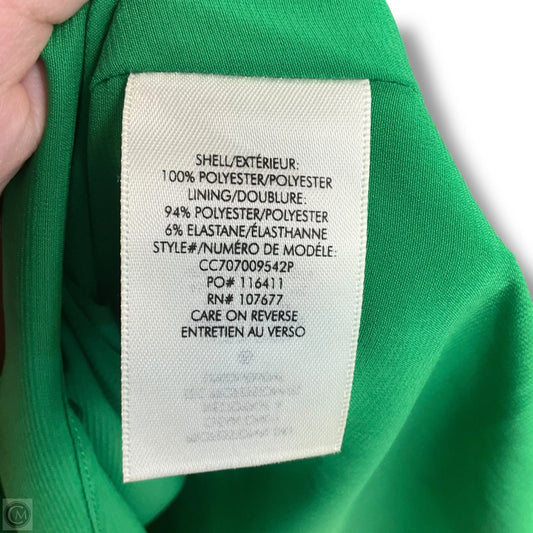 SHELL/EXTÉRIEUR:
100% POLYESTER/POLYESTER
LINING/DOUBLURE:
94% POLYESTER/POLYESTER
6% ELASTANE/ÉLASTHANNE
STYLE#/NUMÉRO DE MODÉLE:
CC707009542P
PO# 116411
RN# 107677
CARE ON REVERSE
ENTRETIEN AU VERSO